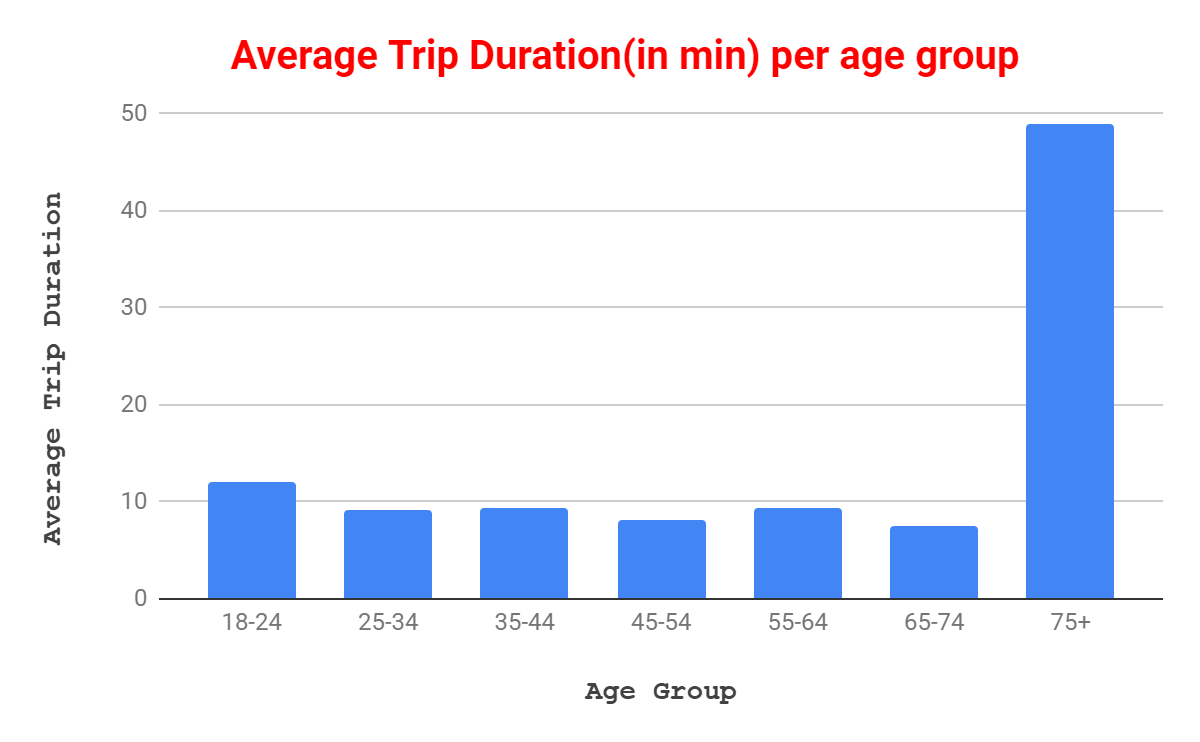 Average Trip Duration(in min) per age group
50
40
30
20
10
0
Average Trip Duration
18-24 25-34 35-44 45-54 55-64 65-74 75+
Age Group